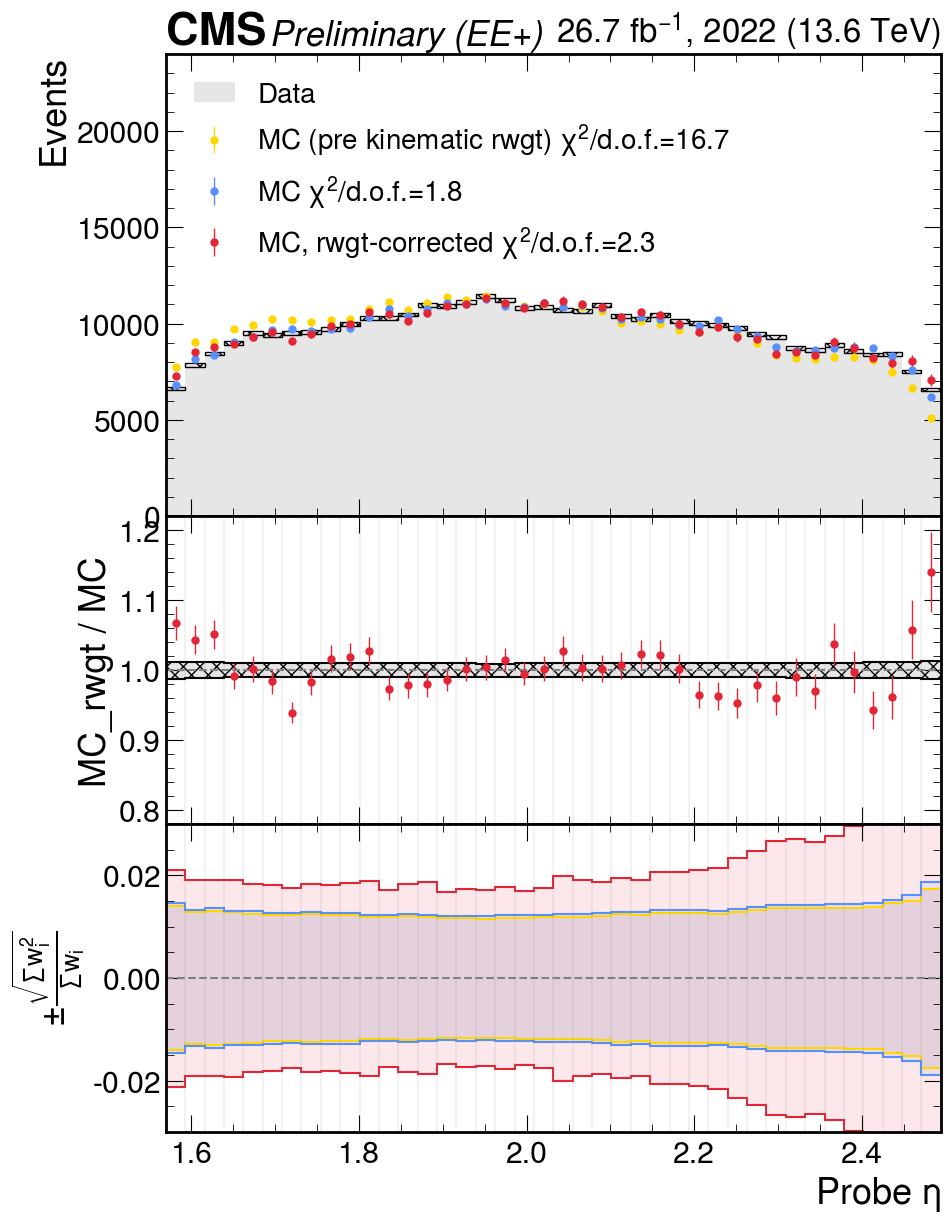 CMS Preliminary (EE+) 26.7 fb⁻¹, 2022 (13.6 TeV)
Events
20000
15000
10000
5000
0
Data
MC (pre kinematic rwgt) χ²/d.o.f.=16.7
MC χ²/d.o.f.=1.8
MC, rwgt-corrected χ²/d.o.f.=2.3
MC_rwgt / MC
1.2
1.1
1.0
0.9
0.8
±√Σwᵢ²/Σwᵢ
0.02
0.00
-0.02
1.6 1.8 2.0 2.2 2.4
Probe η